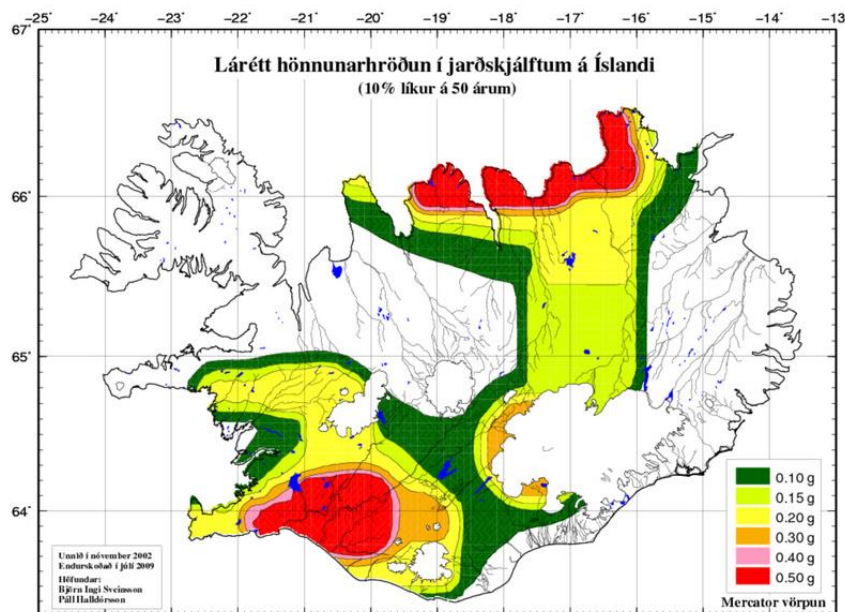 −25˚ −24˚ −23˚ −22˚ −21˚ −20˚ −19˚ −18˚ −17˚ −16˚ −15˚ −14˚ −13˚
67˚
Lárétt hönnunarhröðun í jarðskjálftum á Íslandi
(10% líkur á 50 árum)
66˚
65˚
64˚
0.10 g
0.15 g
0.20 g
0.30 g
0.40 g
0.50 g
Unnið í nóvember 2002
Endurskoðað í júlí 2009
Höfundar:
Bjôrn Ingi Sveinsson
Páll Halldórsson
Mercator vörpun